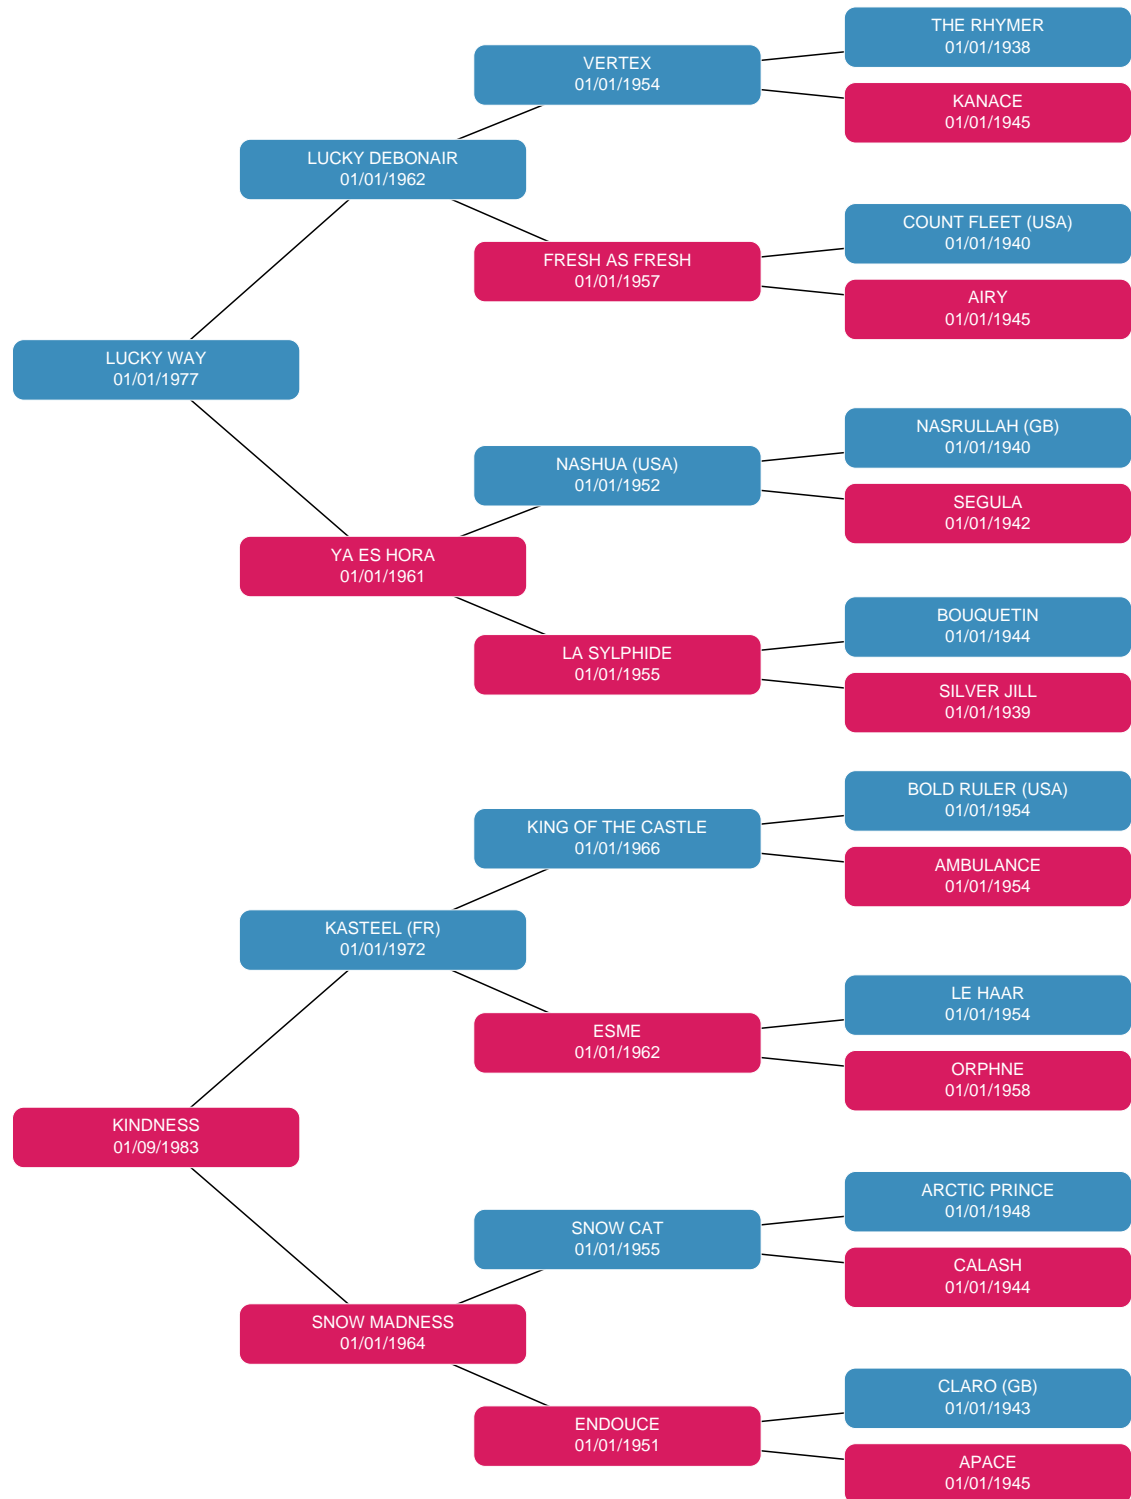 THE RHYMER
01/01/1938
VERTEX
01/01/1954
KANACE
01/01/1945
LUCKY DEBONAIR
01/01/1962
COUNT FLEET (USA)
01/01/1940
FRESH AS FRESH
01/01/1957
AIRY
01/01/1945
LUCKY WAY
01/01/1977
NASRULLAH (GB)
01/01/1940
NASHUA (USA)
01/01/1952
SEGULA
01/01/1942
YA ES HORA
01/01/1961
BOUQUETIN
01/01/1944
LA SYLPHIDE
01/01/1955
SILVER JILL
01/01/1939
BOLD RULER (USA)
01/01/1954
KING OF THE CASTLE
01/01/1966
AMBULANCE
01/01/1954
KASTEEL (FR)
01/01/1972
LE HAAR
01/01/1954
ESME
01/01/1962
ORPHNE
01/01/1958
KINDNESS
01/09/1983
ARCTIC PRINCE
01/01/1948
SNOW CAT
01/01/1955
CALASH
01/01/1944
SNOW MADNESS
01/01/1964
CLARO (GB)
01/01/1943
ENDOUCE
01/01/1951
APACE
01/01/1945